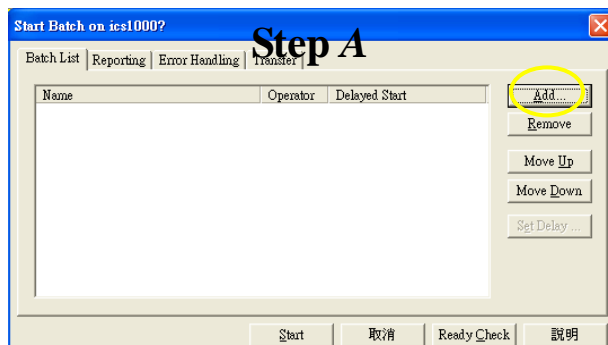 Start Batch on ics1000?
Step A
Batch List Reporting Error Handling Transfer
Name Operator Delayed Start
Add...
Remove
Move Up
Move Down
Set Delay ...
Start 取消 Ready Check 說明